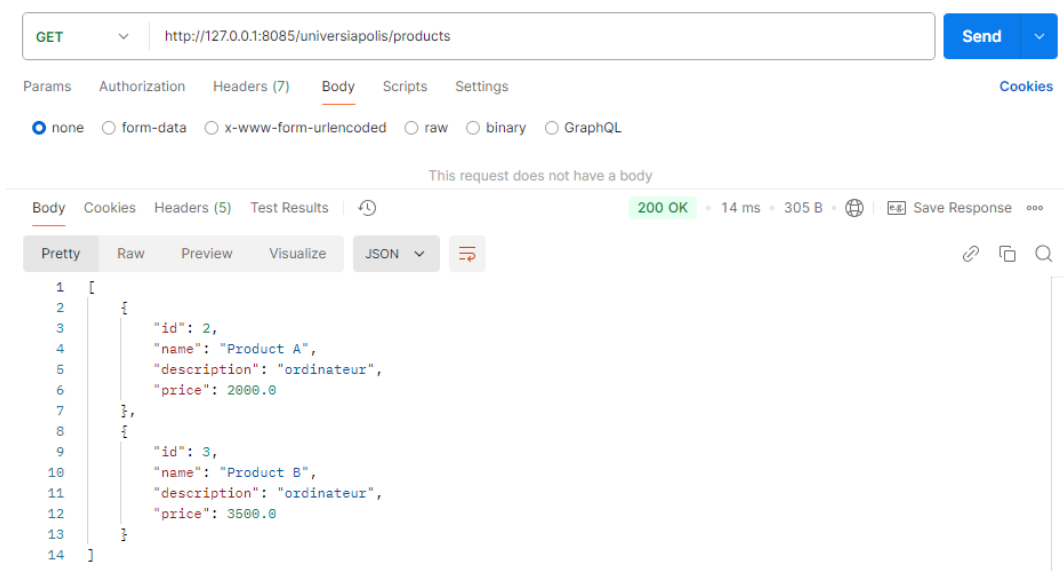 GET http://127.0.0.1:8085/universiapolis/products Send
Params Authorization Headers (7) Body Scripts Settings Cookies
none form-data x-www-form-urlencoded raw binary GraphQL
This request does not have a body
Body Cookies Headers (5) Test Results 200 OK 14 ms 305 B e.g. Save Response
Pretty Raw Preview Visualize JSON
1 [
2 {
3 "id": 2,
4 "name": "Product A",
5 "description": "ordinateur",
6 "price": 2000.0
7 },
8 {
9 "id": 3,
10 "name": "Product B",
11 "description": "ordinateur",
12 "price": 3500.0
13 }
14 ]